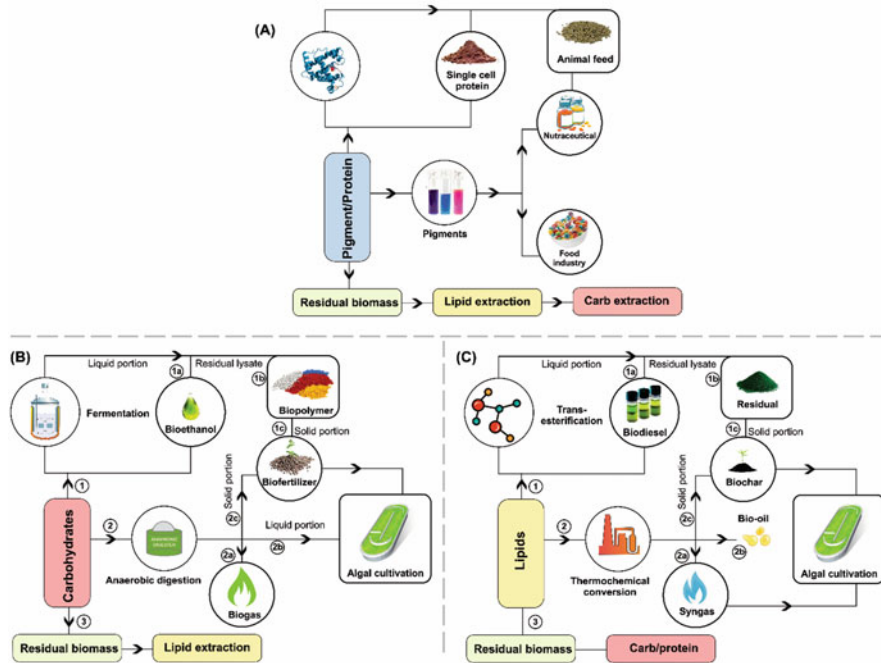 (A)
Single cell
protein
Animal feed
Nutraceutical
Pigment/Protein
Pigments
Food
industry
Residual biomass
Lipid extraction
Carb extraction
(B)
Liquid portion
Residual lysate
1a
1b
Fermentation
Bioethanol
Biopolymer
1c
Solid portion
Biofertilizer
Solid portion
1
Carbohydrates
2
2c
Liquid portion
2a
2b
Anaerobic digestion
Biogas
Algal cultivation
3
Residual biomass
Lipid extraction
(C)
Liquid portion
Residual lysate
1a
1b
Trans-
esterification
Biodiesel
Residual
1c
Solid portion
Biochar
Solid portion
1
Lipids
2
2c
Bio-oil
2a
2b
Thermochemical
conversion
Syngas
Algal cultivation
3
Residual biomass
Carb/protein